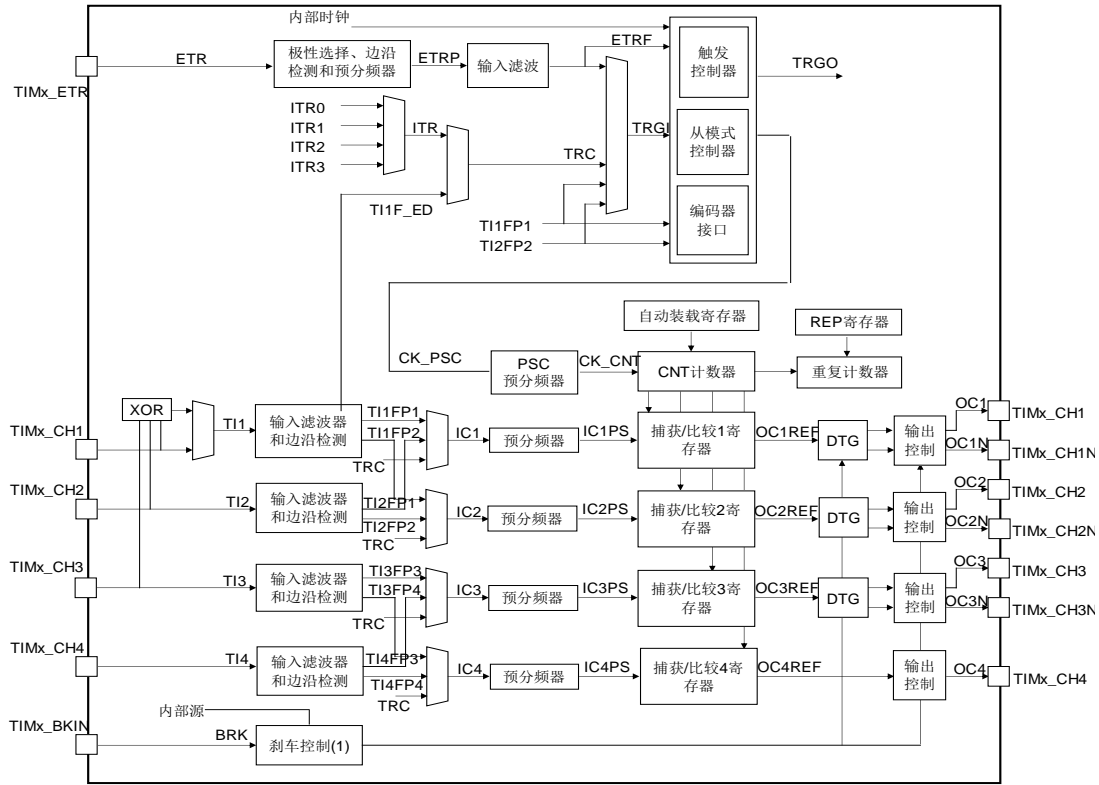 内部时钟
TIMx_ETR
ETR
极性选择、边沿
检测和预分频器
ETRP
输入滤波
ETRF
触发
控制器
TRGO
ITR0
ITR1
ITR2
ITR3
ITR
TRC
TRGI
从模式
控制器
TI1F_ED
TI1FP1
TI2FP2
编码器
接口
自动装载寄存器
REP寄存器
CK_PSC
PSC
预分频器
CK_CNT
CNT计数器
重复计数器
TIMx_CH1
XOR
TI1
输入滤波器
和边沿检测
TI1FP1
TI1FP2
TRC
IC1
预分频器
IC1PS
捕获/比较1寄存器
OC1REF
DTG
输出
控制
OC1
OC1N
TIMx_CH1
TIMx_CH1N
TIMx_CH2
TI2
输入滤波器
和边沿检测
TI2FP1
TI2FP2
TRC
IC2
预分频器
IC2PS
捕获/比较2寄存器
OC2REF
DTG
输出
控制
OC2
OC2N
TIMx_CH2
TIMx_CH2N
TIMx_CH3
TI3
输入滤波器
和边沿检测
TI3FP3
TI3FP4
TRC
IC3
预分频器
IC3PS
捕获/比较3寄存器
OC3REF
DTG
输出
控制
OC3
OC3N
TIMx_CH3
TIMx_CH3N
TIMx_CH4
TI4
输入滤波器
和边沿检测
TI4FP3
TI4FP4
TRC
IC4
预分频器
IC4PS
捕获/比较4寄存器
OC4REF
输出
控制
OC4
TIMx_CH4
内部源
TIMx_BKIN
BRK
刹车控制(1)